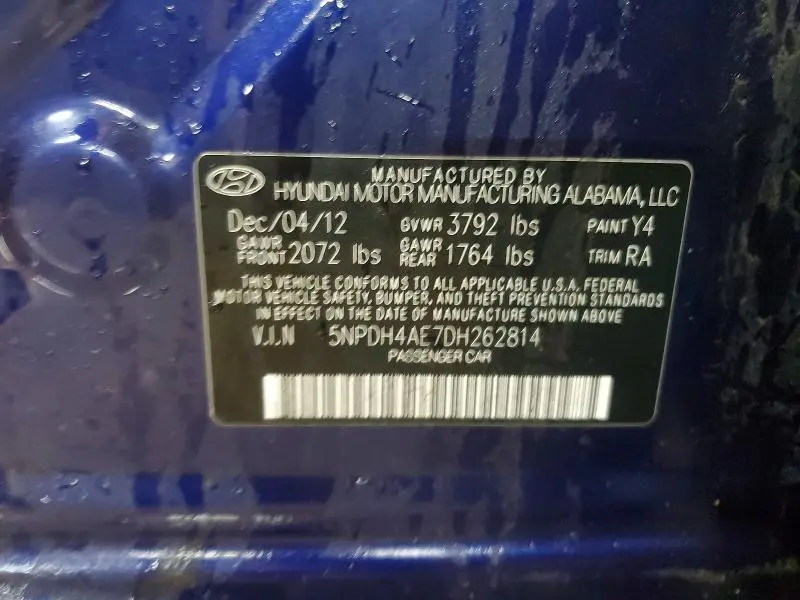 MANUFACTURED BY
HYUNDAI MOTOR MANUFACTURING ALABAMA, LLC
Dec/04/12 GVWR 3792 lbs PAINT Y4
GAWR FRONT 2072 lbs GAWR REAR 1764 lbs TRIM RA
THIS VEHICLE CONFORMS TO ALL APPLICABLE U.S.A. FEDERAL
MOTOR VEHICLE SAFETY, BUMPER, AND THEFT PREVENTION STANDARDS
IN EFFECT ON THE DATE OF MANUFACTURE SHOWN ABOVE
V.I.N 5NPDH4AE7DH262814
PASSENGER CAR